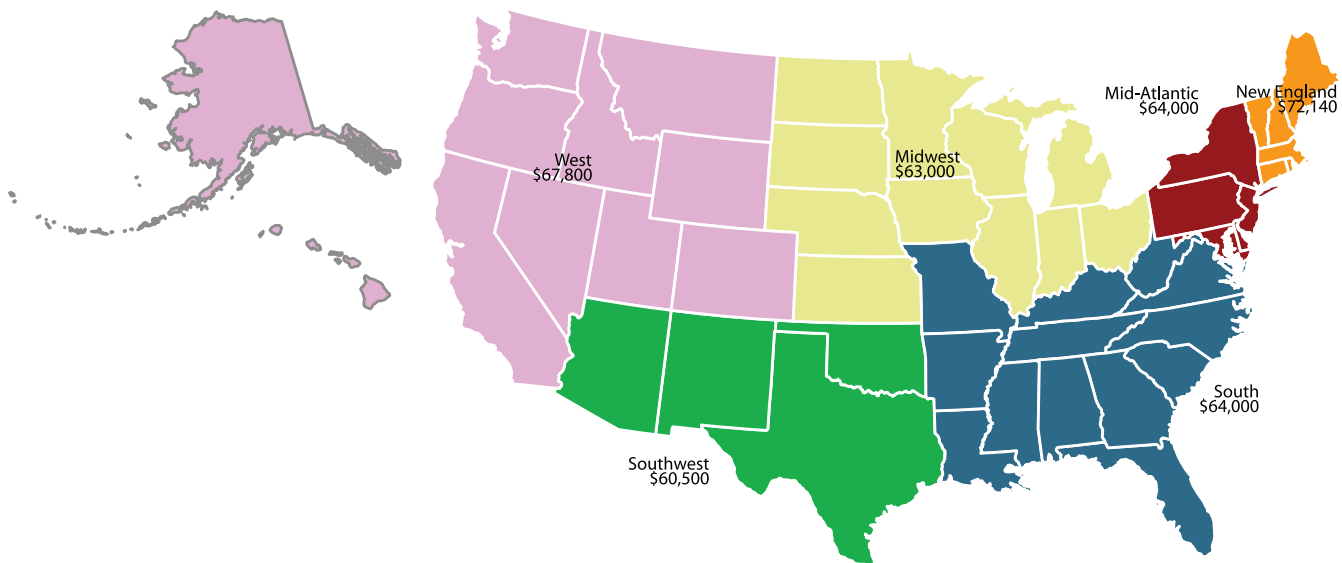 Mid-Atlantic
$64,000
New England
$72,140
West
$67,800
Midwest
$63,000
South
$64,000
Southwest
$60,500